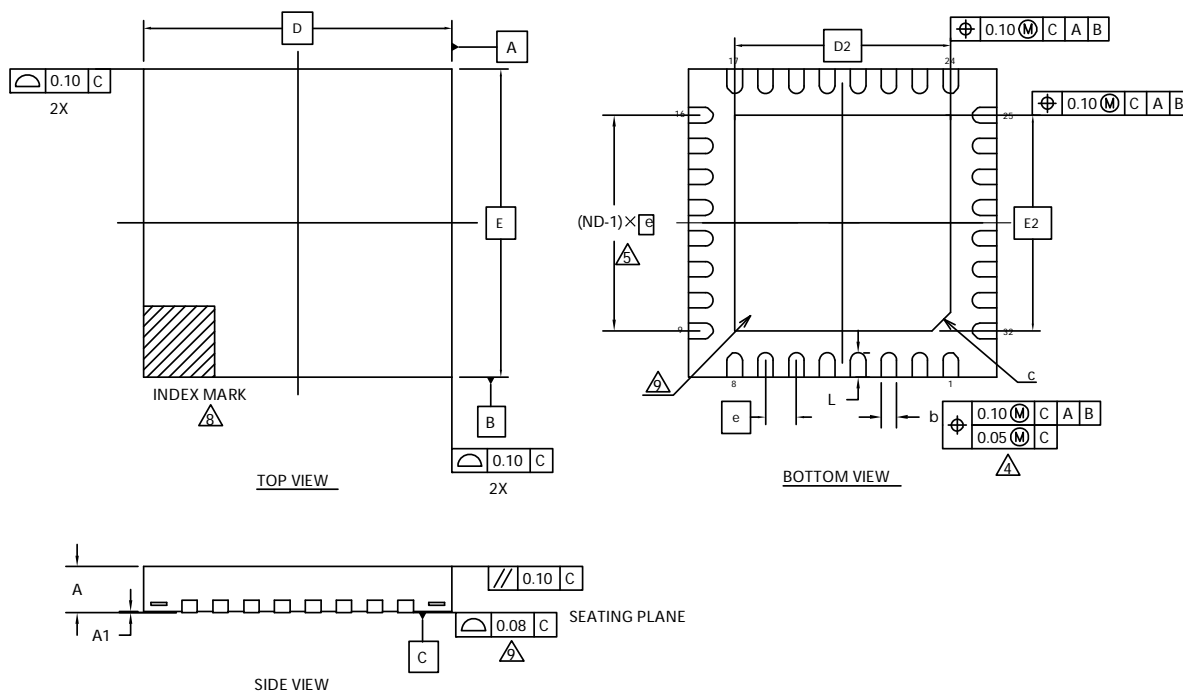 D
A
⌓ 0.10 C
2X
E
INDEX MARK
8
B
⌓ 0.10 C
2X
TOP VIEW
⌖ 0.10 Ⓜ C A B
D2
17
24
⌖ 0.10 Ⓜ C A B
16
25
(ND-1)×e
5
E2
9
32
9
8
1
C
L
e
b
⌖ 0.10 Ⓜ C A B
0.05 Ⓜ C
4
BOTTOM VIEW
A
// 0.10 C
A1
⌓ 0.08 C
SEATING PLANE
9
C
SIDE VIEW